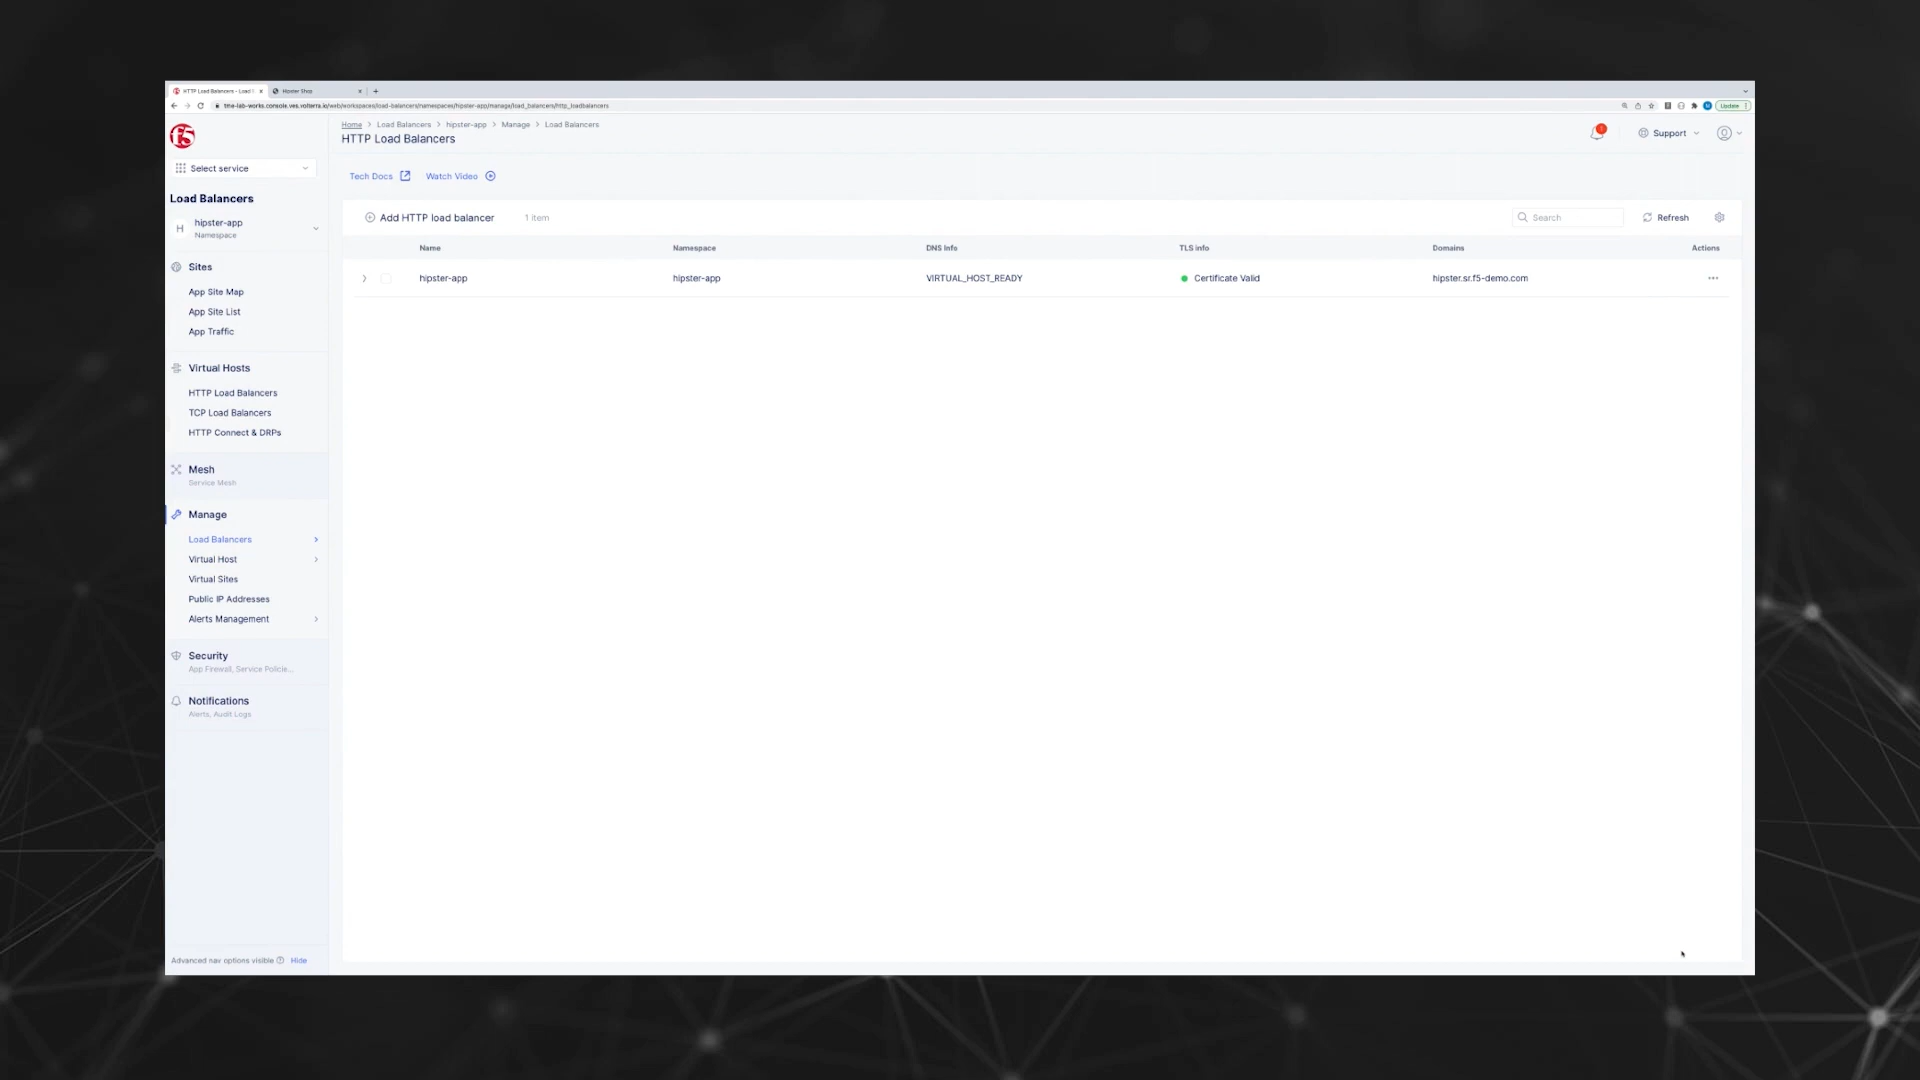 HTTP Load Balancers - Load
Hipster Shop
tme-lab-works.console.ves.volterra.io/web/workspaces/load-balancers/namespaces/hipster-app/manage/load_balancers/http_loadbalancers
Update
f5
Home > Load Balancers > hipster-app > Manage > Load Balancers
HTTP Load Balancers
1
Support
Select service
Tech Docs
Watch Video
Load Balancers
H
hipster-app
Namespace
Add HTTP load balancer
1 item
Search
Refresh
Name
Namespace
DNS Info
TLS info
Domains
Actions
hipster-app
hipster-app
VIRTUAL_HOST_READY
Certificate Valid
hipster.sr.f5-demo.com
Sites
App Site Map
App Site List
App Traffic
Virtual Hosts
HTTP Load Balancers
TCP Load Balancers
HTTP Connect & DRPs
Mesh
Service Mesh
Manage
Load Balancers
Virtual Host
Virtual Sites
Public IP Addresses
Alerts Management
Security
App Firewall, Service Policie...
Notifications
Alerts, Audit Logs
Advanced nav options visible
Hide